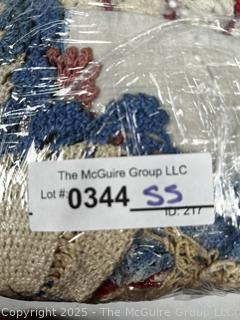 The McGuire Group LLC
Lot #: 0344 SS
ID: 217
Copyright 2025 - The McGuire Group LLC